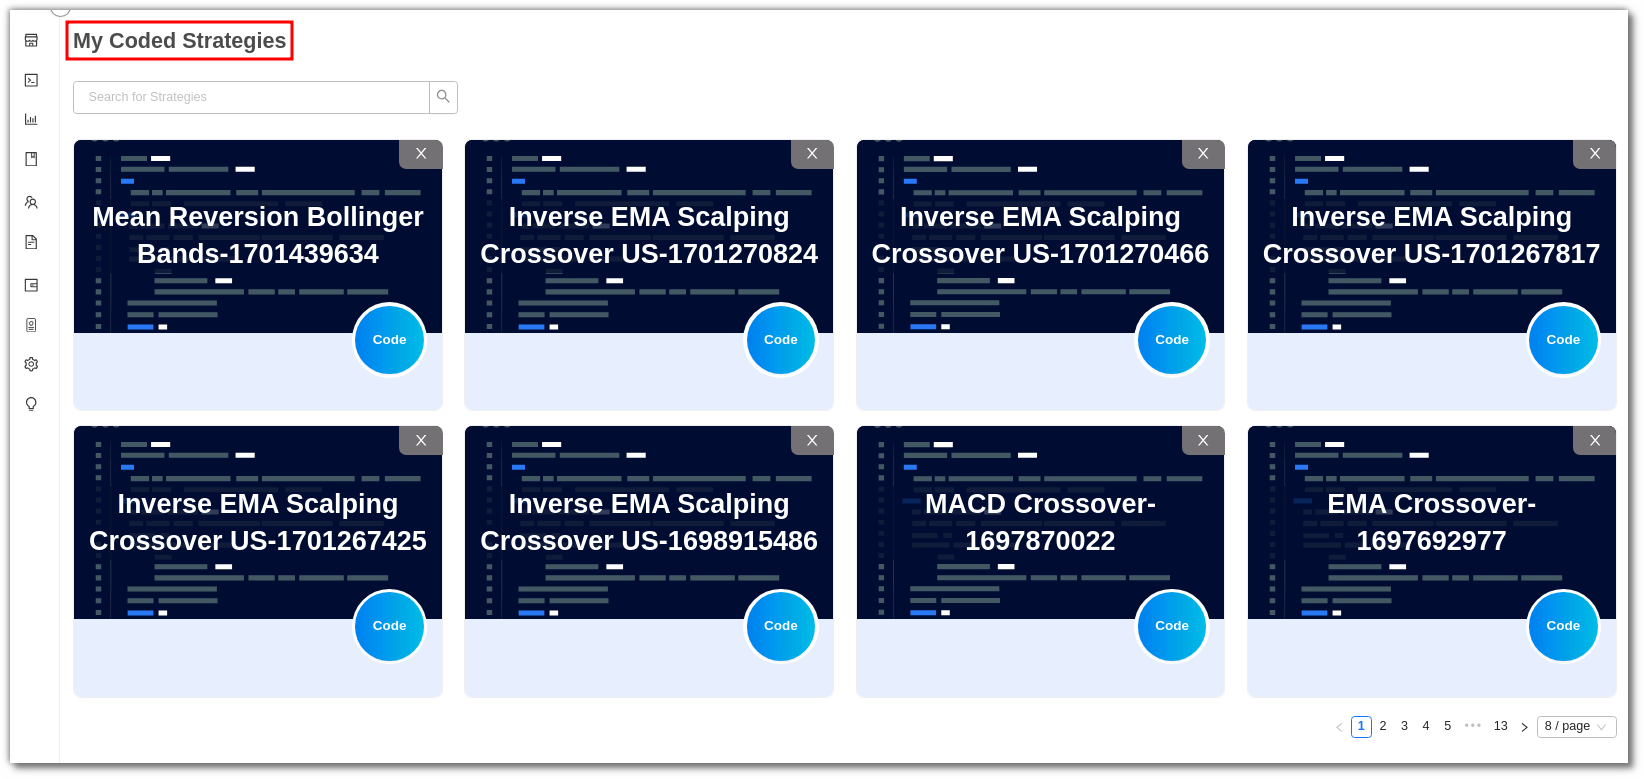 My Coded Strategies
Search for Strategies
X
X
X
X
Mean Reversion Bollinger
Bands-1701439634
Inverse EMA Scalping
Crossover US-1701270824
Inverse EMA Scalping
Crossover US-1701270466
Inverse EMA Scalping
Crossover US-1701267817
Code
Code
Code
Code
X
X
X
X
Inverse EMA Scalping
Crossover US-1701267425
Inverse EMA Scalping
Crossover US-1698915486
MACD Crossover-
1697870022
EMA Crossover-
1697692977
Code
Code
Code
Code
1 2 3 4 5 ••• 13 8 / page